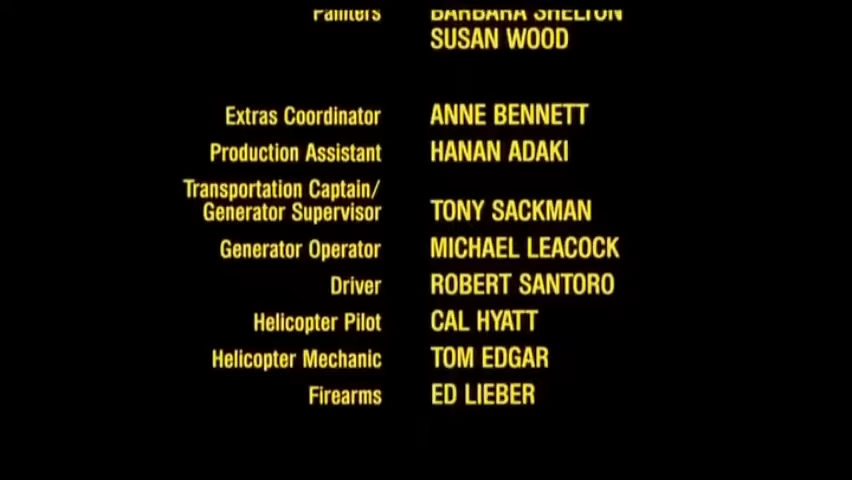 Painters BARBARA SHELTON
SUSAN WOOD
Extras Coordinator ANNE BENNETT
Production Assistant HANAN ADAKI
Transportation Captain/
Generator Supervisor TONY SACKMAN
Generator Operator MICHAEL LEACOCK
Driver ROBERT SANTORO
Helicopter Pilot CAL HYATT
Helicopter Mechanic TOM EDGAR
Firearms ED LIEBER